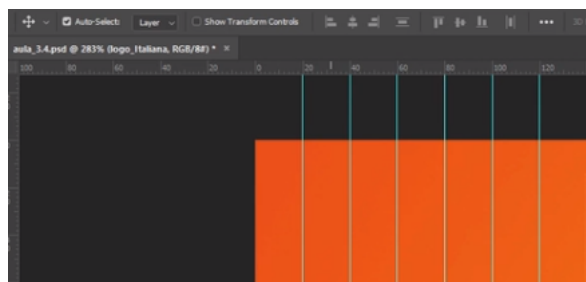 Auto-Select: Layer Show Transform Controls 3D
aula_3.4.psd @ 283% (logo_Italiana, RGB/8#) * ×
100 80 60 40 20 0 20 40 60 80 100 120